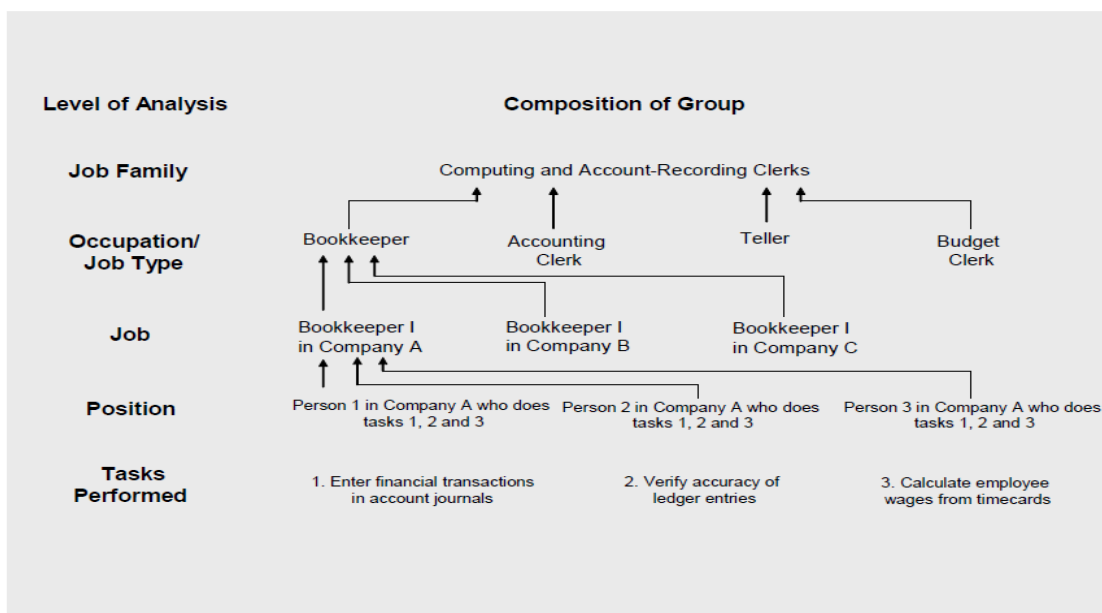 Level of Analysis
Composition of Group
Job Family
Computing and Account-Recording Clerks
Occupation/
Job Type
Bookkeeper
Accounting
Clerk
Teller
Budget
Clerk
Job
Bookkeeper I
in Company A
Bookkeeper I
in Company B
Bookkeeper I
in Company C
Position
Person 1 in Company A who does
tasks 1, 2 and 3
Person 2 in Company A who does
tasks 1, 2 and 3
Person 3 in Company A who does
tasks 1, 2 and 3
Tasks
Performed
1. Enter financial transactions
in account journals
2. Verify accuracy of
ledger entries
3. Calculate employee
wages from timecards